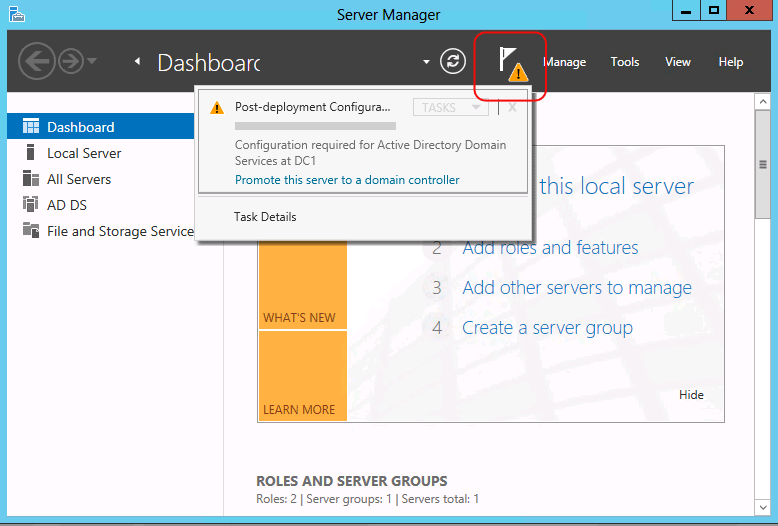 Server Manager
Dashboard
Manage Tools View Help
Post-deployment Configura...
TASKS
Configuration required for Active Directory Domain
Services at DC1
Promote this server to a domain controller
Task Details
Dashboard
Local Server
All Servers
AD DS
File and Storage Service
this local server
2 Add roles and features
3 Add other servers to manage
4 Create a server group
WHAT'S NEW
LEARN MORE
Hide
ROLES AND SERVER GROUPS
Roles: 2 | Server groups: 1 | Servers total: 1